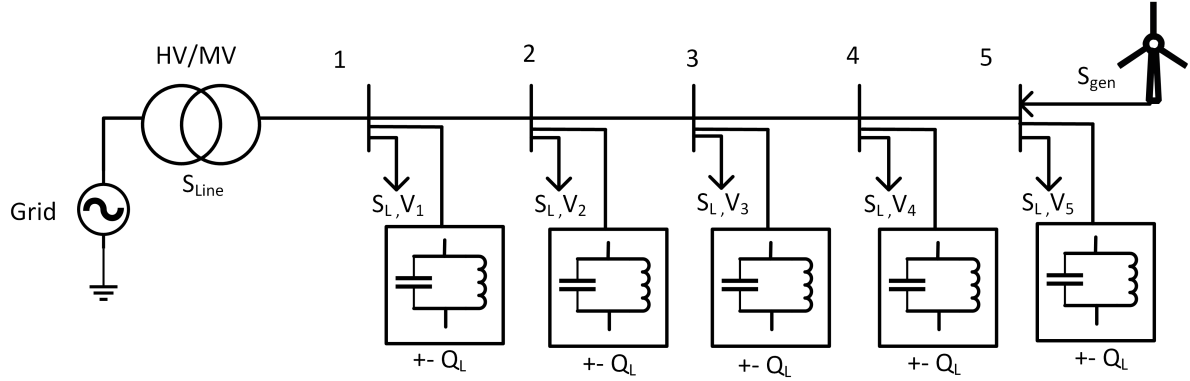 HV/MV
1
2
3
4
5
S_gen
S_Line
Grid
S_L ,V_1
S_L ,V_2
S_L ,V_3
S_L ,V_4
S_L ,V_5
+- Q_L
+- Q_L
+- Q_L
+- Q_L
+- Q_L